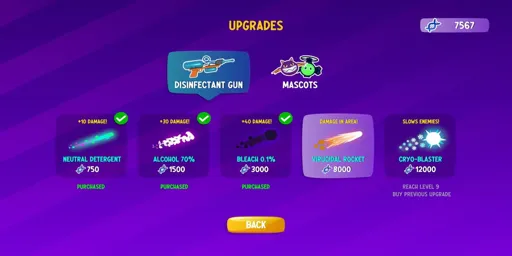 UPGRADES
7567
DISINFECTANT GUN
MASCOTS
+10 DAMAGE!
NEUTRAL DETERGENT
750
PURCHASED
+30 DAMAGE!
ALCOHOL 70%
1500
PURCHASED
+40 DAMAGE!
BLEACH 0.1%
3000
PURCHASED
DAMAGE IN AREA!
VIRUCIDAL ROCKET
8000
SLOWS ENEMIES!
CRYO-BLASTER
12000
REACH LEVEL 9
BUY PREVIOUS UPGRADE
BACK